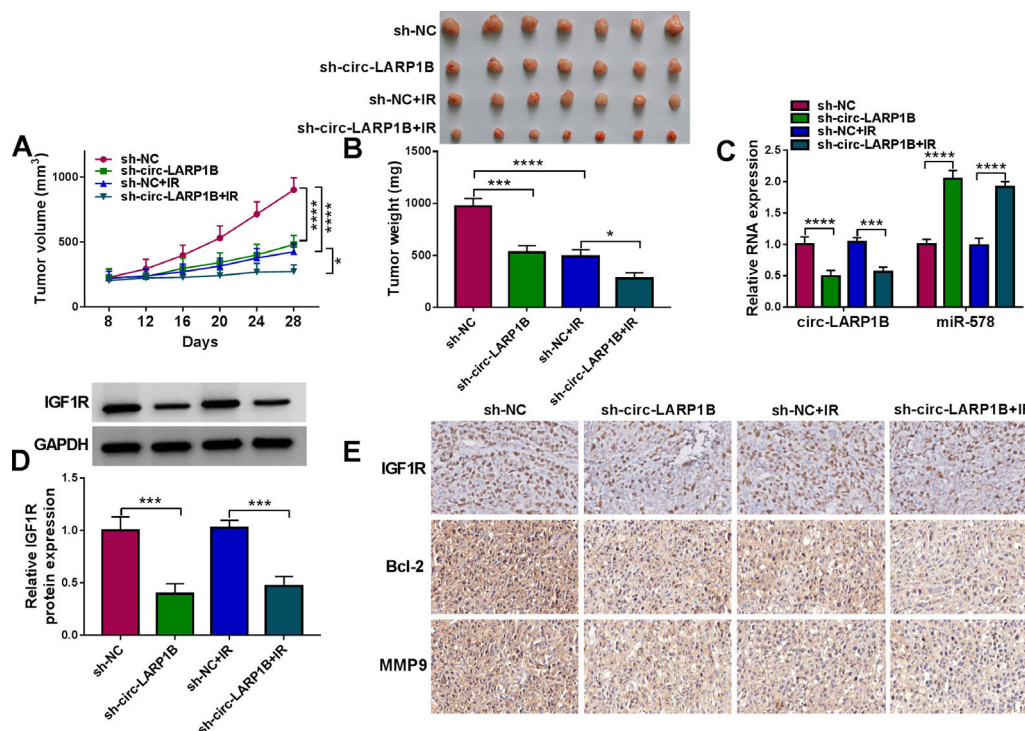 sh-NC
sh-circ-LARP1B
sh-NC+IR
sh-circ-LARP1B+IR
A
sh-NC
sh-circ-LARP1B
sh-NC+IR
sh-circ-LARP1B+IR
Tumor volume (mm³)
1000
500
0
8 12 16 20 24 28
Days
****
****
*
B
Tumor weight (mg)
1500
1000
500
0
****
***
*
sh-NC
sh-circ-LARP1B
sh-NC+IR
sh-circ-LARP1B+IR
C
sh-NC
sh-circ-LARP1B
sh-NC+IR
sh-circ-LARP1B+IR
Relative RNA expression
2.5
2.0
1.5
1.0
0.5
0.0
**** *** **** ****
circ-LARP1B miR-578
IGF1R
GAPDH
D
Relative IGF1R
protein expression
1.5
1.0
0.5
0.0
*** ***
sh-NC
sh-circ-LARP1B
sh-NC+IR
sh-circ-LARP1B+IR
E
sh-NC sh-circ-LARP1B sh-NC+IR sh-circ-LARP1B+IR
IGF1R
Bcl-2
MMP9